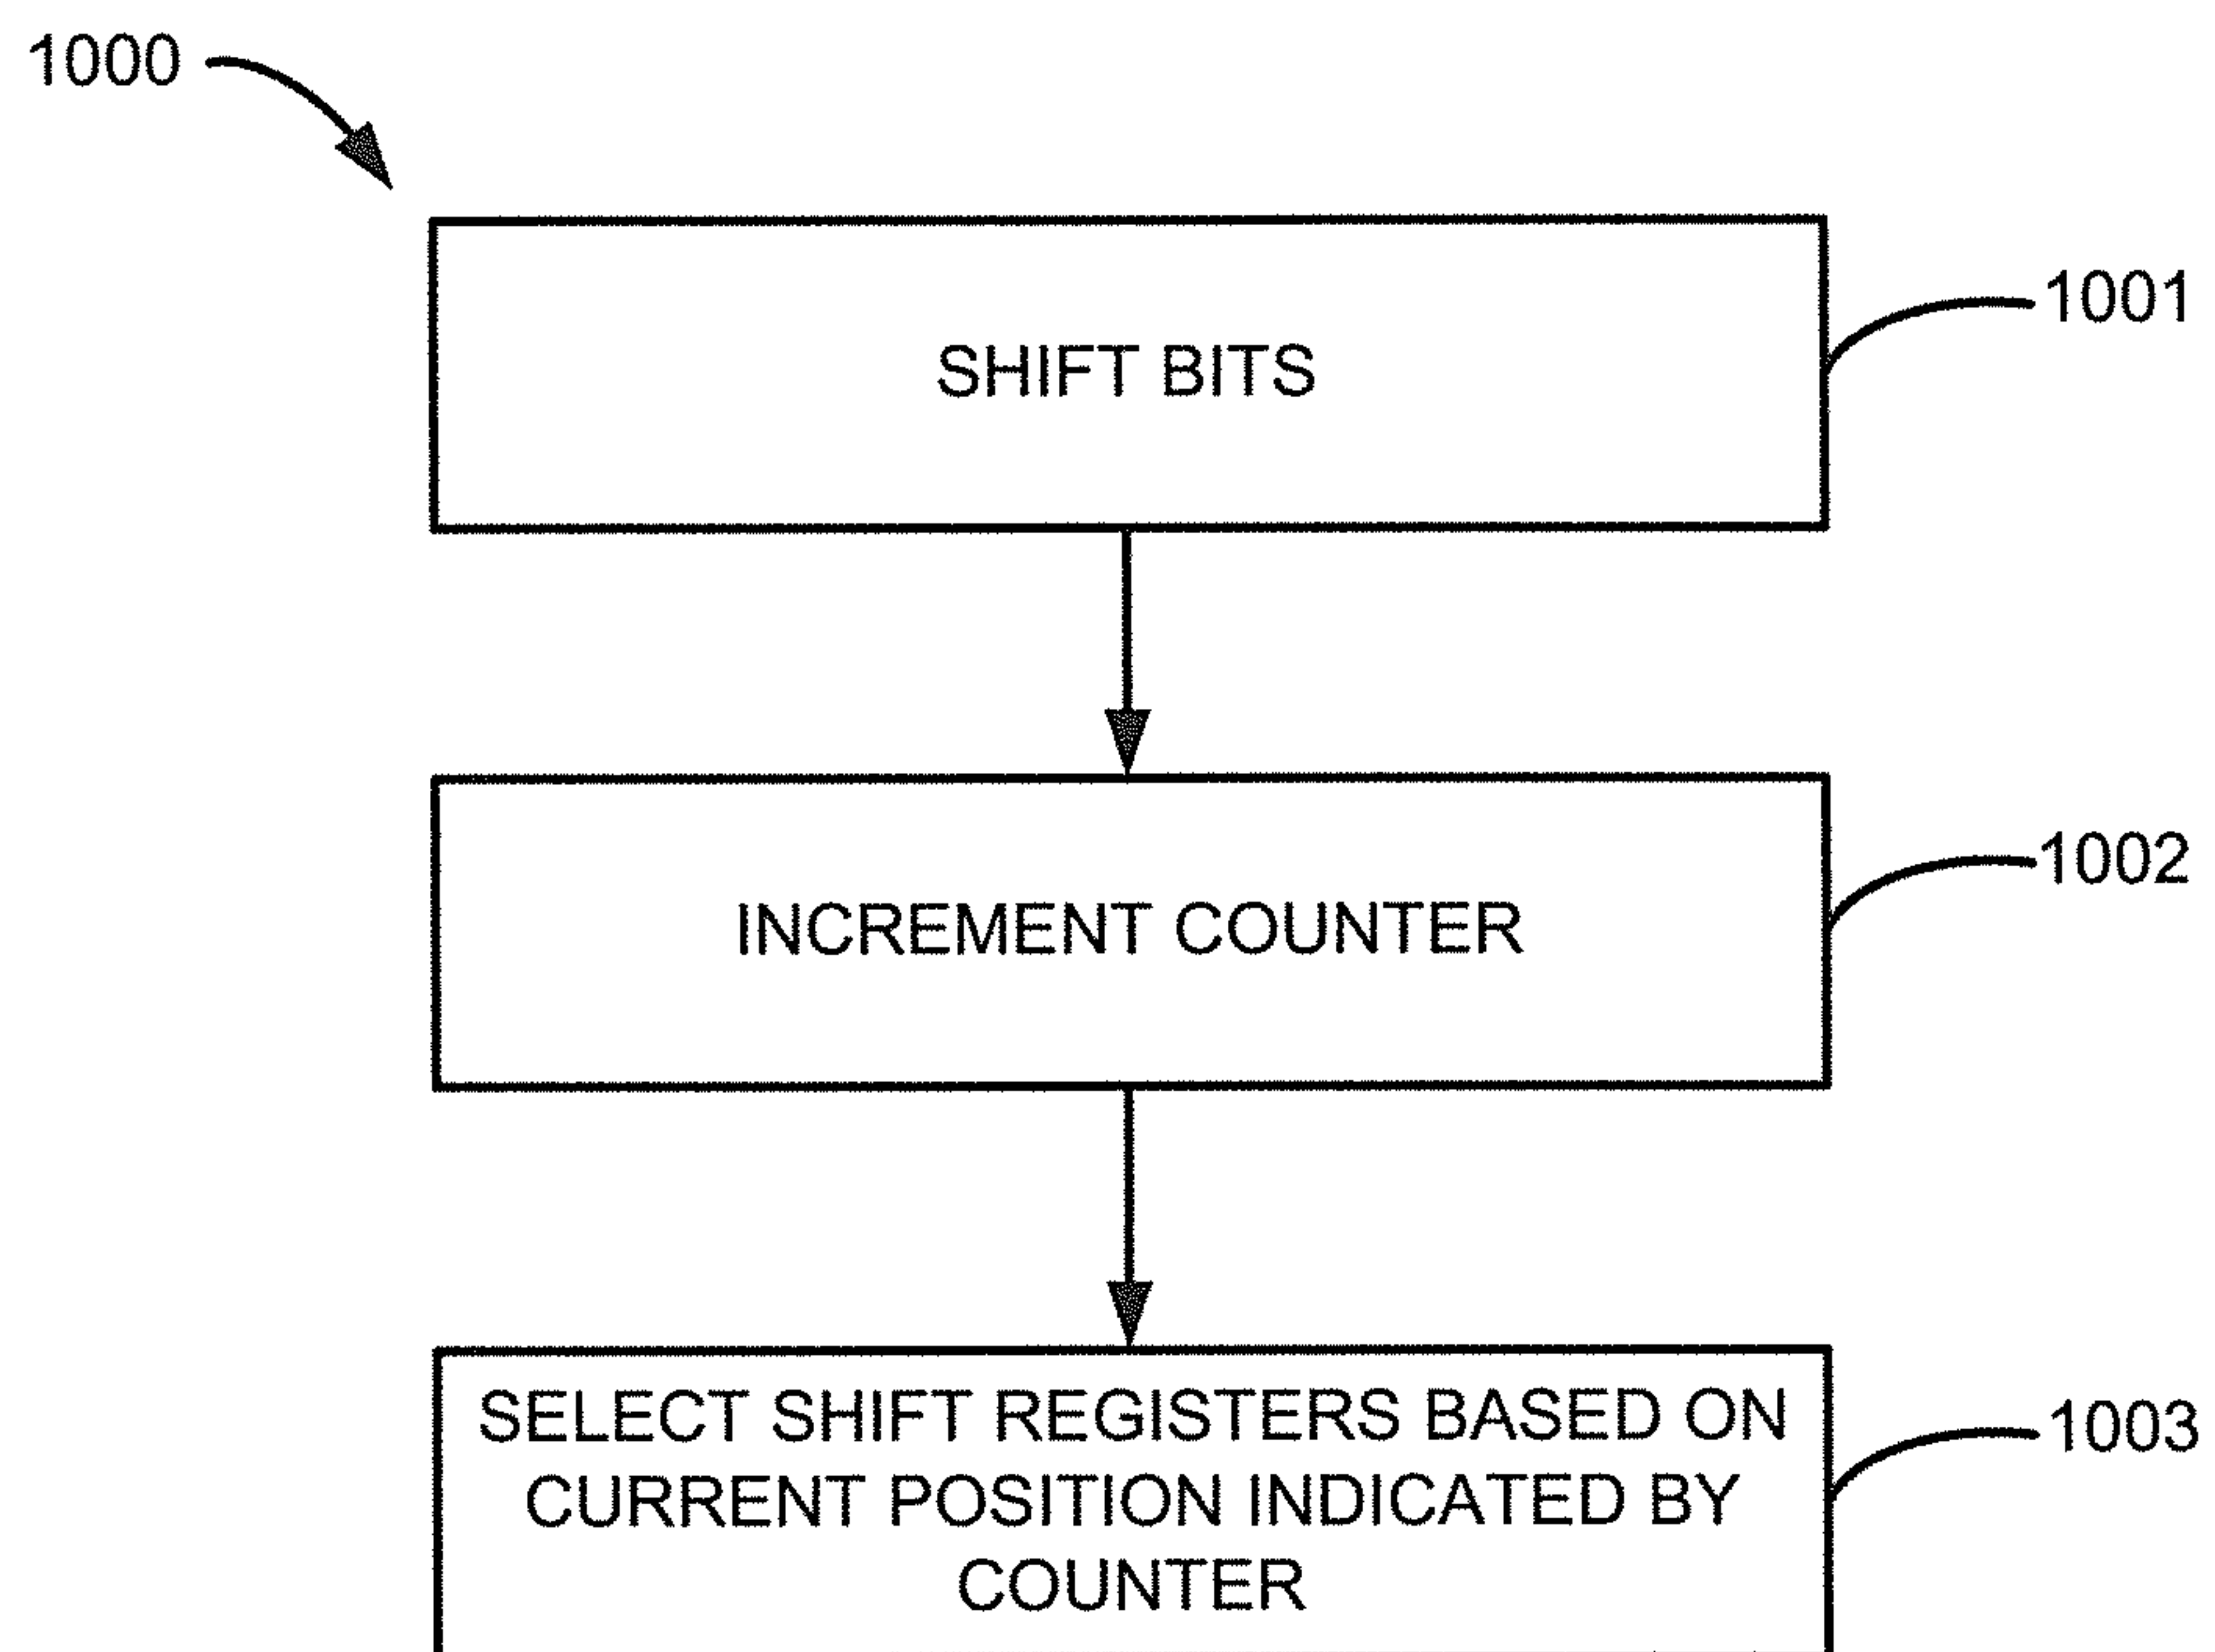 1000
1001
SHIFT BITS
1002
INCREMENT COUNTER
SELECT SHIFT REGISTERS BASED ON
1003
CURRENT POSITION INDICATED BY
COUNTER